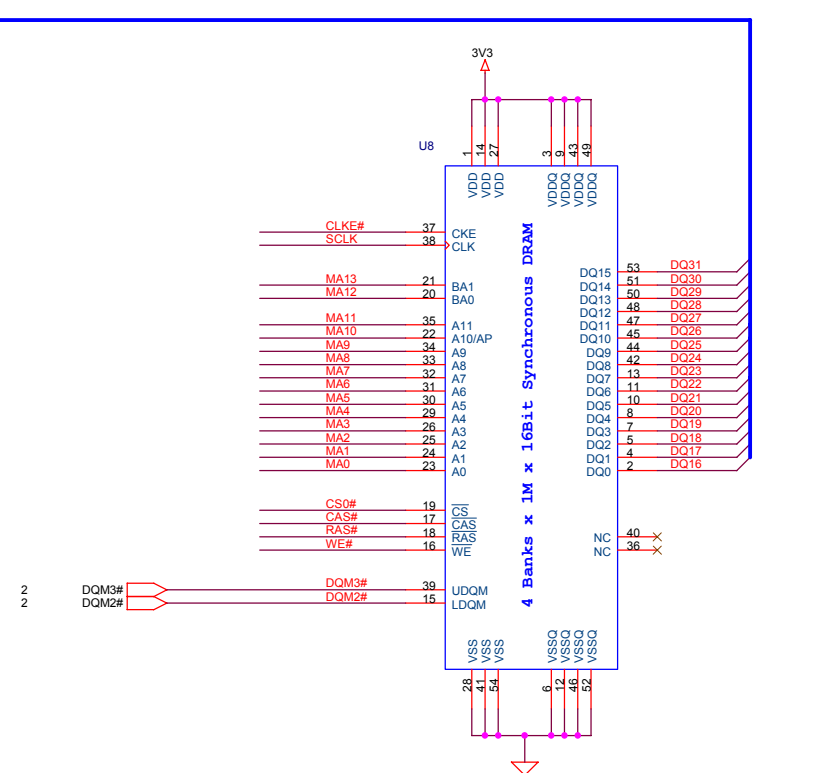 3V3
U8
1 14 27 3 9 43 49
VDD VDD VDD VDDQ VDDQ VDDQ VDDQ
4 Banks x 1M x 16Bit Synchronous DRAM
CLKE# 37 CKE
SCLK 38 CLK
DQ15 53 DQ31
MA13 21 BA1 DQ14 51 DQ30
MA12 20 BA0 DQ13 50 DQ29
DQ12 48 DQ28
MA11 35 A11 DQ11 47 DQ27
MA10 22 A10/AP DQ10 45 DQ26
MA9 34 A9 DQ9 44 DQ25
MA8 33 A8 DQ8 42 DQ24
MA7 32 A7 DQ7 13 DQ23
MA6 31 A6 DQ6 11 DQ22
MA5 30 A5 DQ5 10 DQ21
MA4 29 A4 DQ4 8 DQ20
MA3 26 A3 DQ3 7 DQ19
MA2 25 A2 DQ2 5 DQ18
MA1 24 A1 DQ1 4 DQ17
MA0 23 A0 DQ0 2 DQ16
CS0# 19 CS
CAS# 17 CAS
RAS# 18 RAS NC 40
WE# 16 WE NC 36
2 DQM3# DQM3# 39 UDQM
2 DQM2# DQM2# 15 LDQM
VSS VSS VSS VSSQ VSSQ VSSQ VSSQ
28 41 54 6 12 46 52